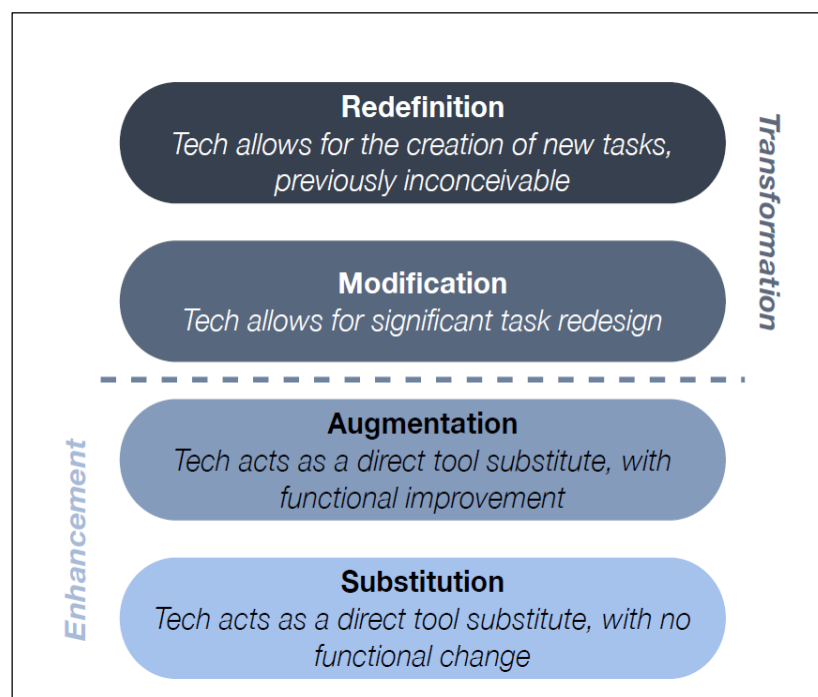 Redefinition
Tech allows for the creation of new tasks,
previously inconceivable
Transformation
Modification
Tech allows for significant task redesign
Augmentation
Tech acts as a direct tool substitute, with
functional improvement
Enhancement
Substitution
Tech acts as a direct tool substitute, with no
functional change